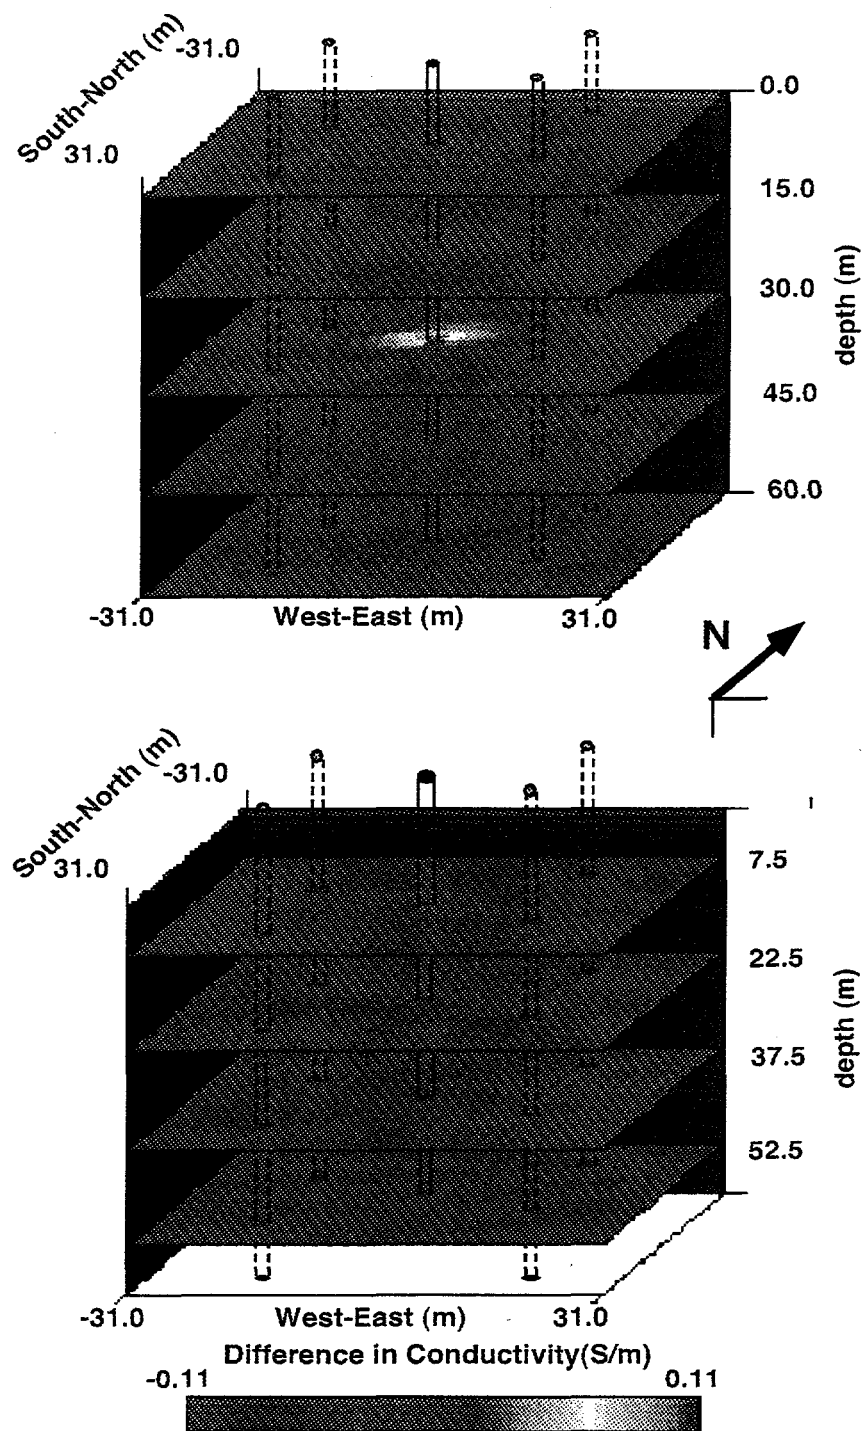 South-North (m)
-31.0
31.0
0.0
15.0
30.0
45.0
60.0
depth (m)
-31.0
West-East (m)
31.0
N
South-North (m)
-31.0
31.0
7.5
22.5
37.5
52.5
depth (m)
-31.0
West-East (m)
31.0
Difference in Conductivity(S/m)
-0.11
0.11